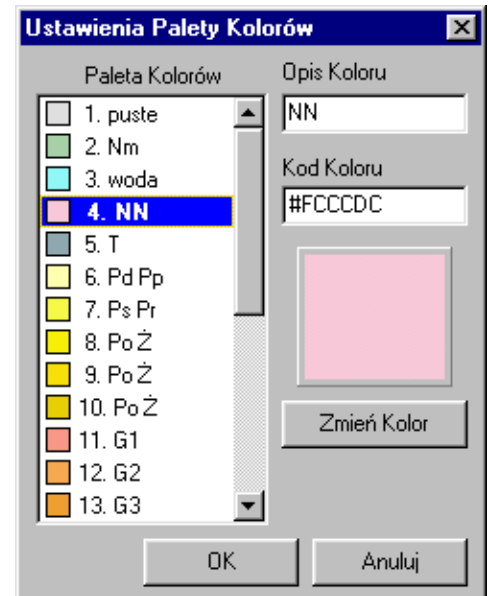 Ustawienia Palety Kolorów
Paleta Kolorów
1. puste
2. Nm
3. woda
4. NN
5. T
6. Pd Pp
7. Ps Pr
8. Po Ż
9. Po Ż
10. Po Ż
11. G1
12. G2
13. G3
Opis Koloru
NN
Kod Koloru
#FCCCDC
Zmień Kolor
OK
Anuluj